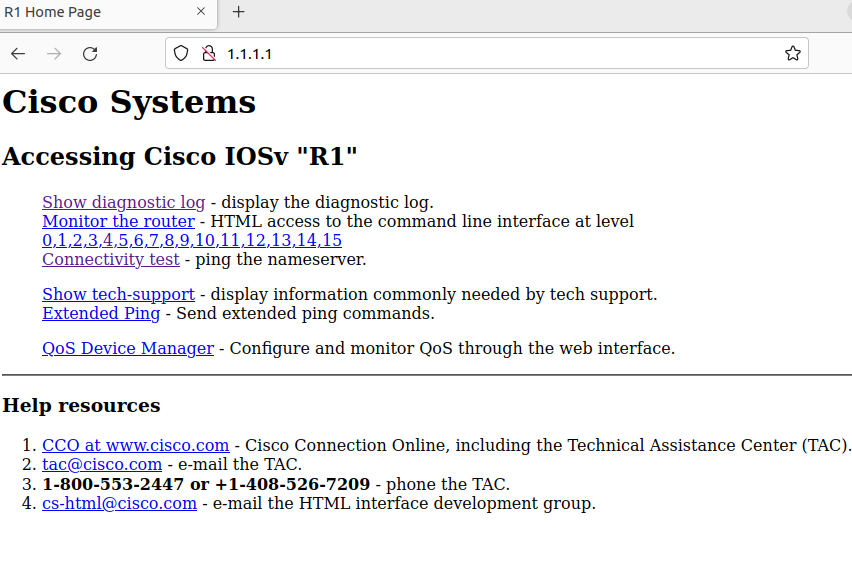 R1 Home Page
1.1.1.1
Cisco Systems
Accessing Cisco IOSv "R1"
Show diagnostic log - display the diagnostic log.
Monitor the router - HTML access to the command line interface at level
0,1,2,3,4,5,6,7,8,9,10,11,12,13,14,15
Connectivity test - ping the nameserver.
Show tech-support - display information commonly needed by tech support.
Extended Ping - Send extended ping commands.
QoS Device Manager - Configure and monitor QoS through the web interface.
Help resources
1. CCO at www.cisco.com - Cisco Connection Online, including the Technical Assistance Center (TAC).
2. tac@cisco.com - e-mail the TAC.
3. 1-800-553-2447 or +1-408-526-7209 - phone the TAC.
4. cs-html@cisco.com - e-mail the HTML interface development group.